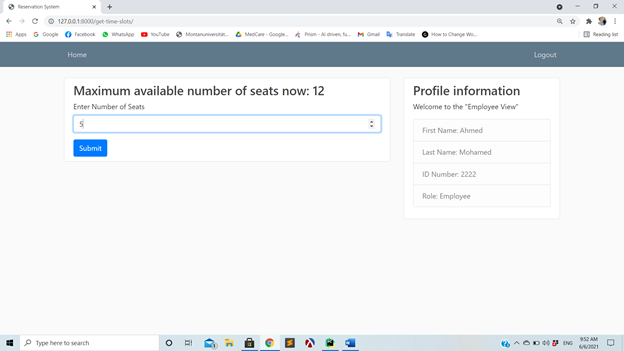 Reservation System
127.0.0.1:8000/get-time-slots/
Apps Google Facebook WhatsApp YouTube Montanuniversität... MedCare - Google... Prism - AI driven, fu... Gmail Translate How to Change Wo... Reading list
Home Logout
Maximum available number of seats now: 12
Enter Number of Seats
5
Submit
Profile information
Welcome to the "Employee View"
First Name: Ahmed
Last Name: Mohamed
ID Number: 2222
Role: Employee
Type here to search
ENG
9:52 AM
6/6/2021